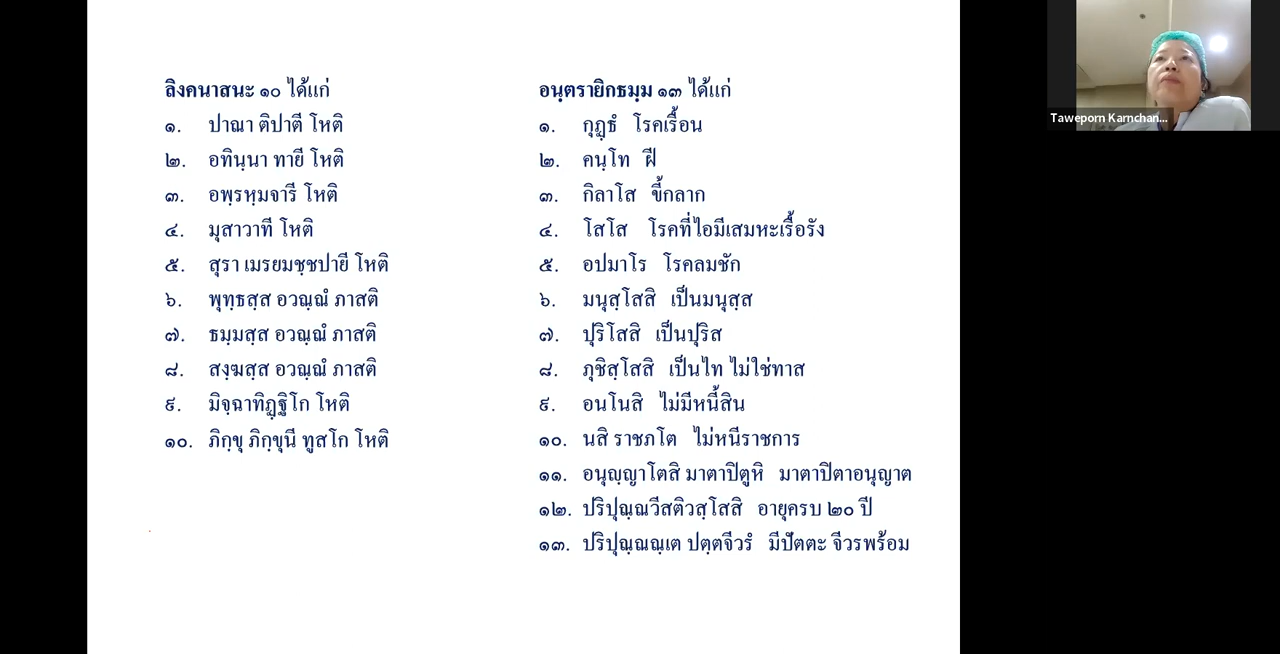 ลิงคนาสนะ ๑๐ ได้แก่
๑. ปาณา ติปาตี โหติ
๒. อทินฺนา ทายี โหติ
๓. อพฺรหฺมจารี โหติ
๔. มุสาวาที โหติ
๕. สุรา เมรยมชฺชปายี โหติ
๖. พุทฺธสฺส อวณฺณํ ภาสติ
๗. ธมฺมสฺส อวณฺณํ ภาสติ
๘. สงฺฆสฺส อวณฺณํ ภาสติ
๙. มิจฺฉาทิฏฺฐิโก โหติ
๑๐. ภิกฺขุ ภิกฺขุนี ทูสโก โหติ
อนฺตรายิกธมฺม ๑๓ ได้แก่
๑. กุฏฺธํ โรคเรื้อน
๒. คนฺโท ฝี
๓. กิลาโส ขี้กลาก
๔. โสโส โรคที่ไอมีเสมหะเรื้อรัง
๕. อปมาโร โรคลมชัก
๖. มนุสฺโสสิ เป็นมนุสฺส
๗. ปุริโสสิ เป็นปุริส
๘. ภุชิสฺโสสิ เป็นไท ไม่ใช่ทาส
๙. อนโนสิ ไม่มีหนี้สิน
๑๐. นสิ ราชภโต ไม่หนีราชการ
๑๑. อนุญฺญาโตสิ มาตาปิตูหิ มาตาปิตาอนุญาต
๑๒. ปริปุณฺณวีสติวสฺโสสิ อายุครบ ๒๐ ปี
๑๓. ปริปุณฺณณฺเต ปตฺตจีวรํ มีปัตตะ จีวรพร้อม
Taweporn Karnchan...